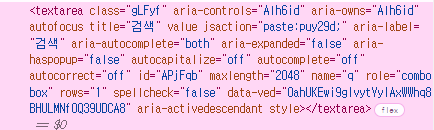 <textarea class="gLFyf" aria-controls="Alh6id" aria-owns="Alh6id"
autofocus title="검색" value jsaction="paste:puy29d;" aria-label=
"검색" aria-autocomplete="both" aria-expanded="false" aria-
haspopup="false" autocapitalize="off" autocomplete="off"
autocorrect="off" id="APjFqb" maxlength="2048" name="q" role="combo
box" rows="1" spellcheck="false" data-ved="0ahUKEwi9glvytYylAxWWhq8
BHULMNf0Q39UDCA8" aria-activedescendant style></textarea> flex
== $0